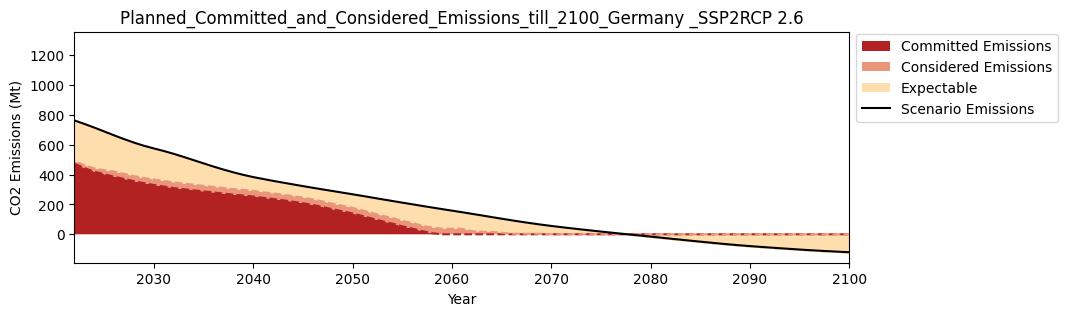 Planned_Committed_and_Considered_Emissions_till_2100_Germany _SSP2RCP 2.6
Committed Emissions
Considered Emissions
Expectable
Scenario Emissions
CO2 Emissions (Mt)
1200
1000
800
600
400
200
0
2030 2040 2050 2060 2070 2080 2090 2100
Year